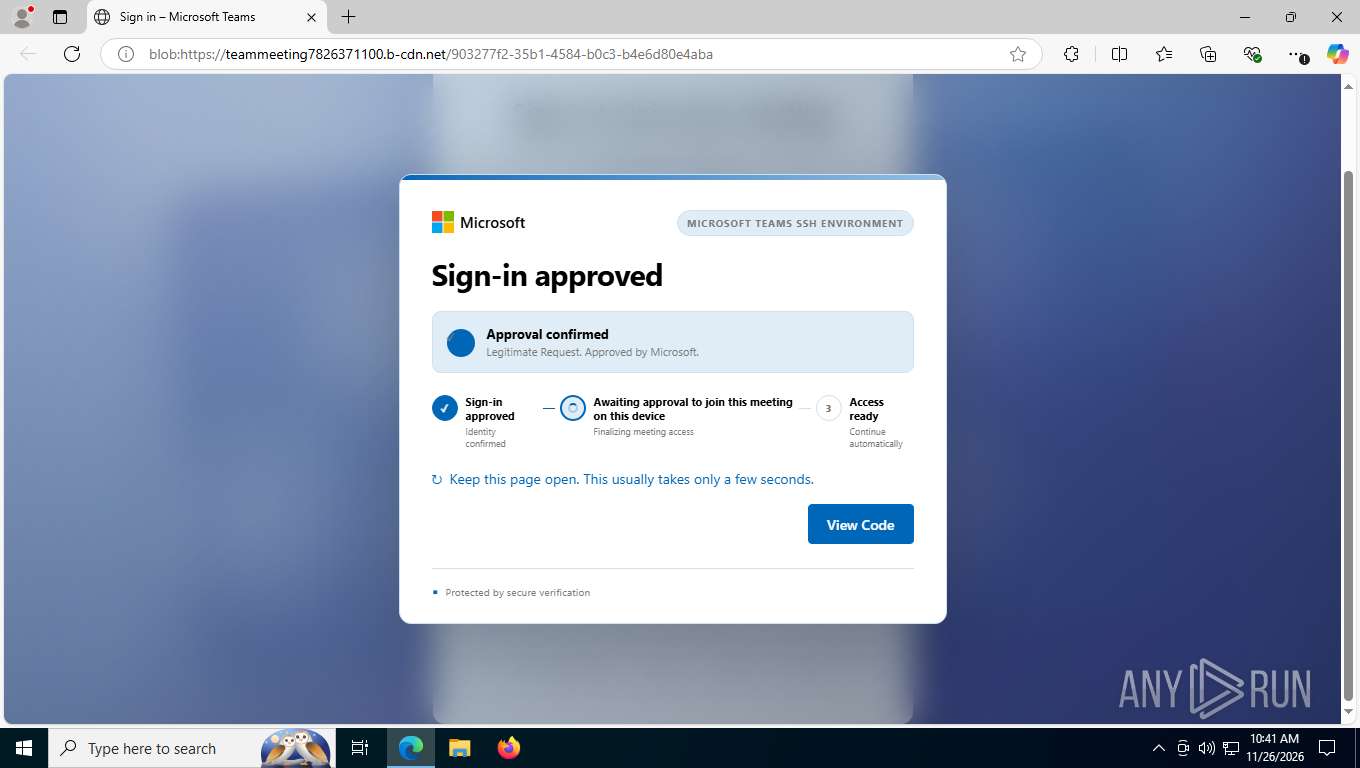 Sign in – Microsoft Teams
blob:https://teammeeting7826371100.b-cdn.net/903277f2-35b1-4584-b0c3-b4e6d80e4aba
Microsoft
MICROSOFT TEAMS SSH ENVIRONMENT
Sign-in approved
Approval confirmed
Legitimate Request. Approved by Microsoft.
✓
Sign-in
approved
Identity
confirmed
Awaiting approval to join this meeting
on this device
Finalizing meeting access
3
Access
ready
Continue
automatically
↻ Keep this page open. This usually takes only a few seconds.
View Code
Protected by secure verification
ANY RUN
Type here to search
10:41 AM
11/26/2026